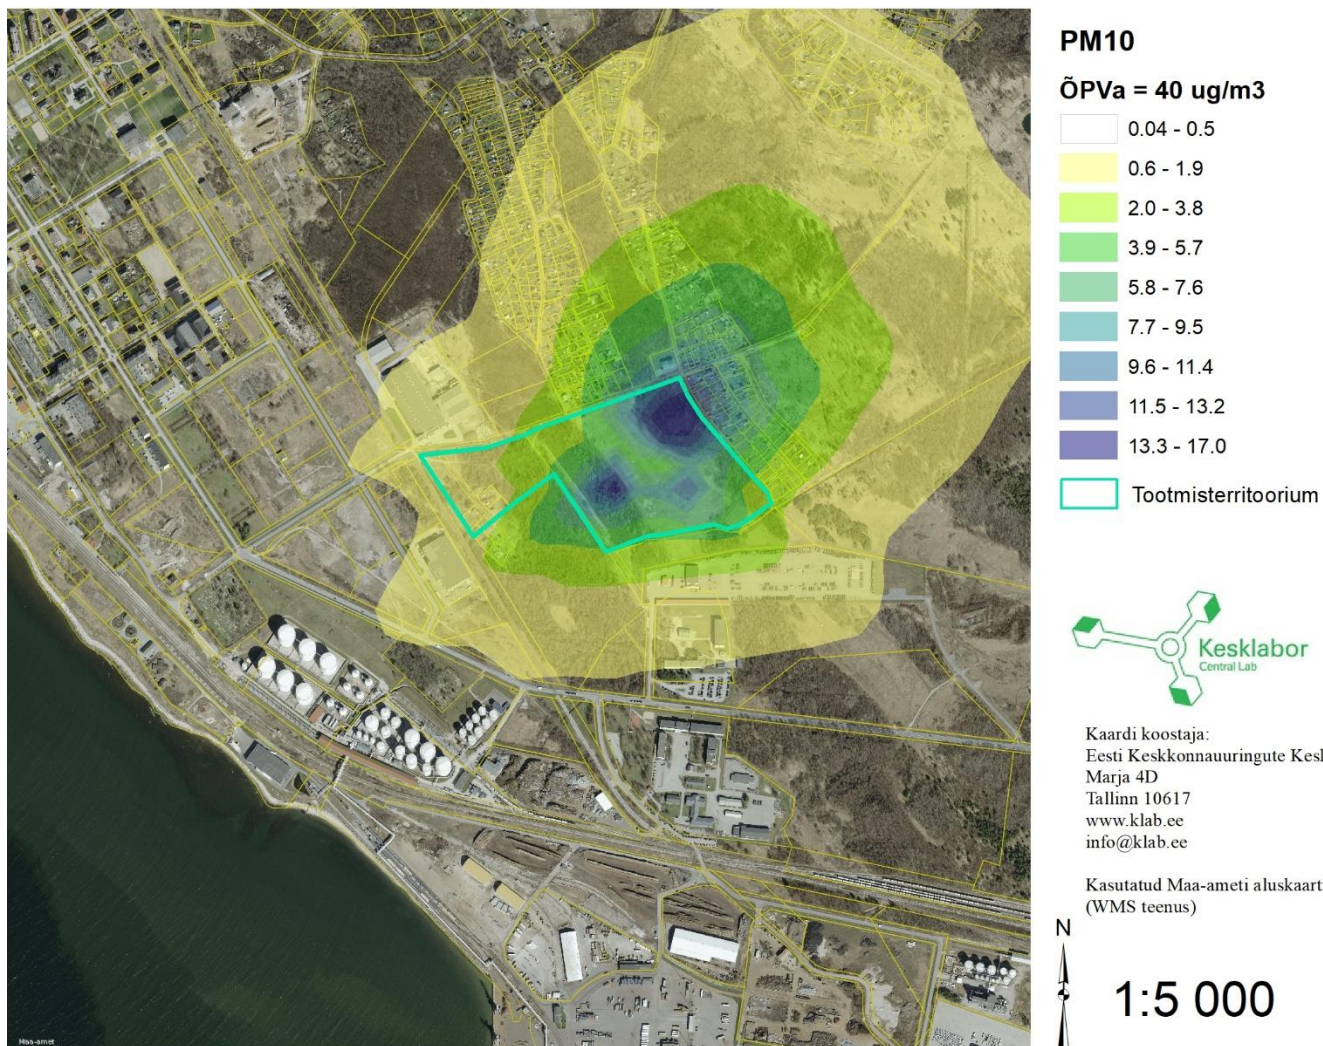 PM10
ÕPVa = 40 ug/m3
0.04 - 0.5
0.6 - 1.9
2.0 - 3.8
3.9 - 5.7
5.8 - 7.6
7.7 - 9.5
9.6 - 11.4
11.5 - 13.2
13.3 - 17.0
Tootmisterritoorium
Kesklabor
Central Lab
Kaardi koostaja:
Eesti Keskkonnauuringute Kesl
Marja 4D
Tallinn 10617
www.klab.ee
info@klab.ee
Kasutatud Maa-ameti aluskaart
(WMS teenus)
N
1:5 000
Maa-amet